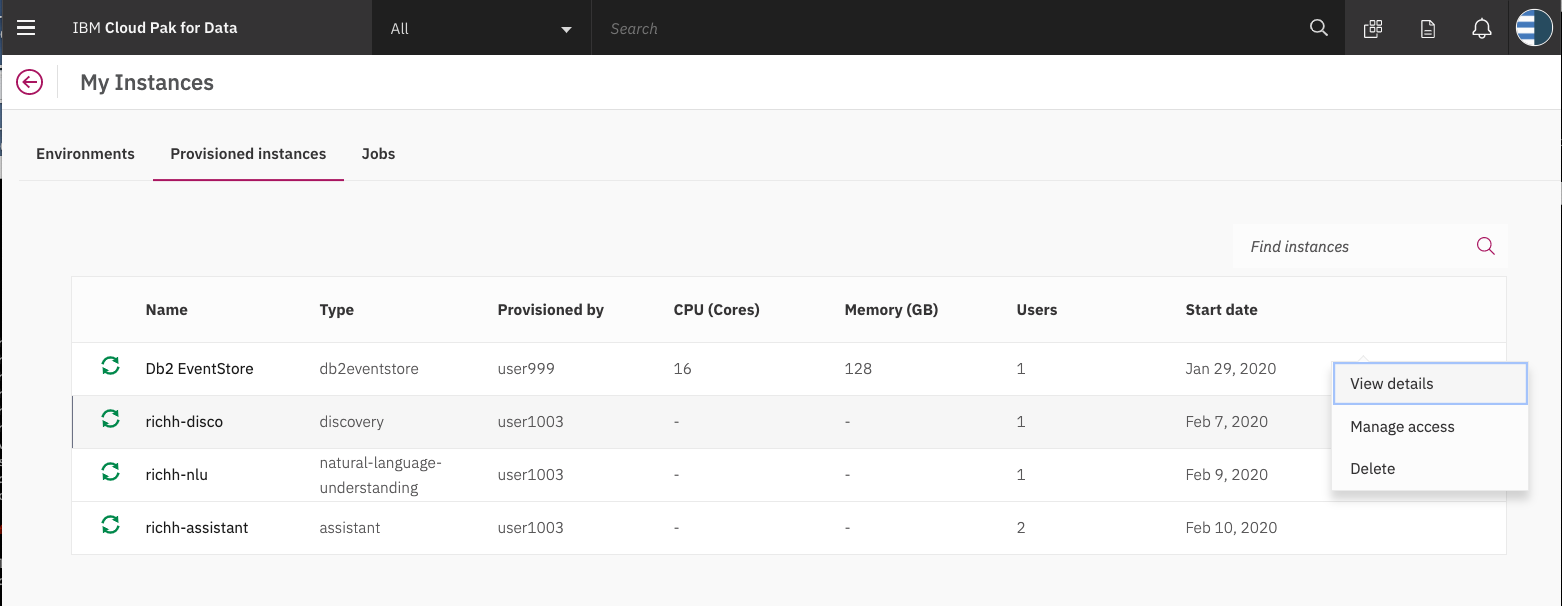 IBM Cloud Pak for Data
All
Search
My Instances
Environments Provisioned instances Jobs
Find instances
Name Type Provisioned by CPU (Cores) Memory (GB) Users Start date
Db2 EventStore db2eventstore user999 16 128 1 Jan 29, 2020
View details
richh-disco discovery user1003 - - 1 Feb 7, 2020
Manage access
richh-nlu natural-language-
understanding user1003 - - 1 Feb 9, 2020
Delete
richh-assistant assistant user1003 - - 2 Feb 10, 2020